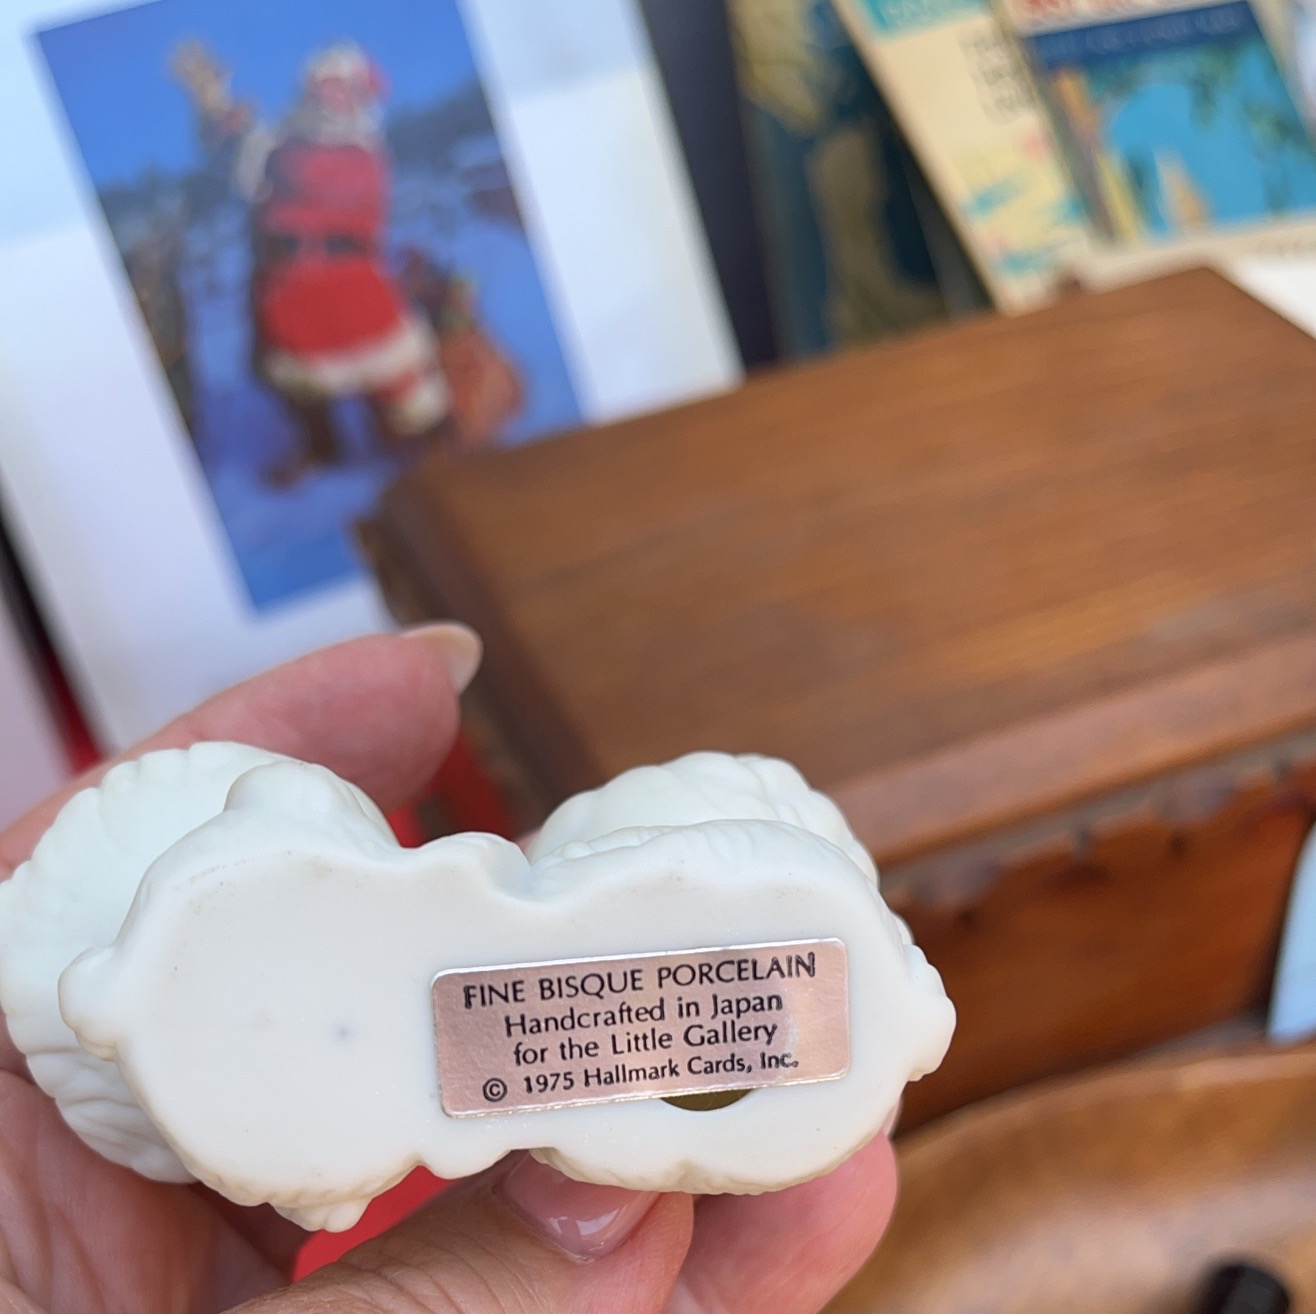 FINE BISQUE PORCELAIN
Handcrafted in Japan
for the Little Gallery
© 1975 Hallmark Cards, Inc.